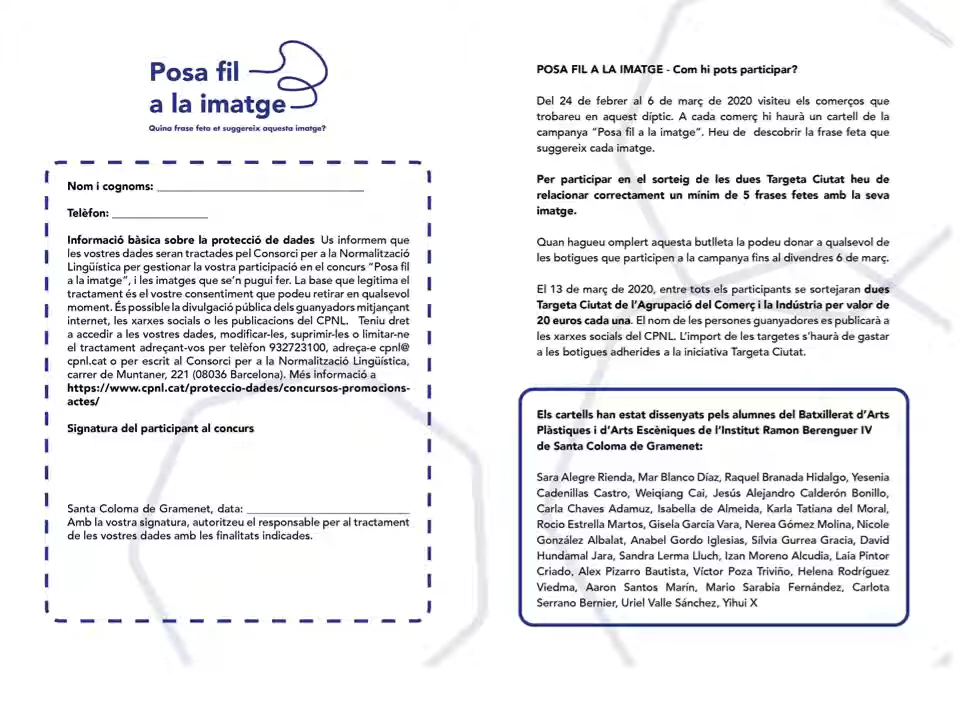 Posa fil
a la imatge
Quina frase feta et suggereix aquesta imatge?
Nom i cognoms: ____________________
Telèfon: ____________________
Informació bàsica sobre la protecció de dades Us informem que
les vostres dades seran tractades pel Consorci per a la Normalització
Lingüística per gestionar la vostra participació en el concurs “Posa fil
a la imatge”, i les imatges que se’n pugui fer. La base que legitima el
tractament és el vostre consentiment que podeu retirar en qualsevol
moment. És possible la divulgació pública dels guanyadors mitjançant
internet, les xarxes socials o les publicacions del CPNL. Teniu dret
a accedir a les vostres dades, modificar-les, suprimir-les o limitar-ne
el tractament adreçant-vos per telèfon 932723100, adreça-e cpnl@
cpnl.cat o per escrit al Consorci per a la Normalització Lingüística,
carrer de Muntaner, 221 (08036 Barcelona). Més informació a
https://www.cpnl.cat/proteccio-dades/concursos-promocions-
actes/
Signatura del participant al concurs
Santa Coloma de Gramenet, data: ____________________
Amb la vostra signatura, autoritzeu el responsable per al tractament
de les vostres dades amb les finalitats indicades.
POSA FIL A LA IMATGE - Com hi pots participar?
Del 24 de febrer al 6 de març de 2020 visiteu els comerços que
trobareu en aquest díptic. A cada comerç hi haurà un cartell de la
campanya “Posa fil a la imatge”. Heu de descobrir la frase feta que
suggereix cada imatge.
Per participar en el sorteig de les dues Targeta Ciutat heu de
relacionar correctament un mínim de 5 frases fetes amb la seva
imatge.
Quan hagueu omplert aquesta butlleta la podeu donar a qualsevol de
les botigues que participen a la campanya fins al divendres 6 de març.
El 13 de març de 2020, entre tots els participants se sortejaran dues
Targeta Ciutat de l’Agrupació del Comerç i la Indústria per valor de
20 euros cada una. El nom de les persones guanyadores es publicarà a
les xarxes socials del CPNL. L’import de les targetes s’haurà de gastar
a les botigues adherides a la iniciativa Targeta Ciutat.
Els cartells han estat dissenyats pels alumnes del Batxillerat d’Arts
Plàstiques i d’Arts Escèniques de l’Institut Ramon Berenguer IV
de Santa Coloma de Gramenet:
Sara Alegre Rienda, Mar Blanco Díaz, Raquel Branada Hidalgo, Yesenia
Cadenillas Castro, Weiqiang Cai, Jesús Alejandro Calderón Bonillo,
Carla Chaves Adamuz, Isabella de Almeida, Karla Tatiana del Moral,
Rocio Estrella Martos, Gisela García Vara, Nerea Gómez Molina, Nicole
González Albalat, Anabel Gordo Iglesias, Sílvia Gurrea Gracia, David
Hundamal Jara, Sandra Lerma Lluch, Izan Moreno Alcudia, Laia Pintor
Criado, Alex Pizarro Bautista, Víctor Poza Triviño, Helena Rodríguez
Viedma, Aaron Santos Marín, Mario Sarabia Fernández, Carlota
Serrano Bernier, Uriel Valle Sánchez, Yihui X